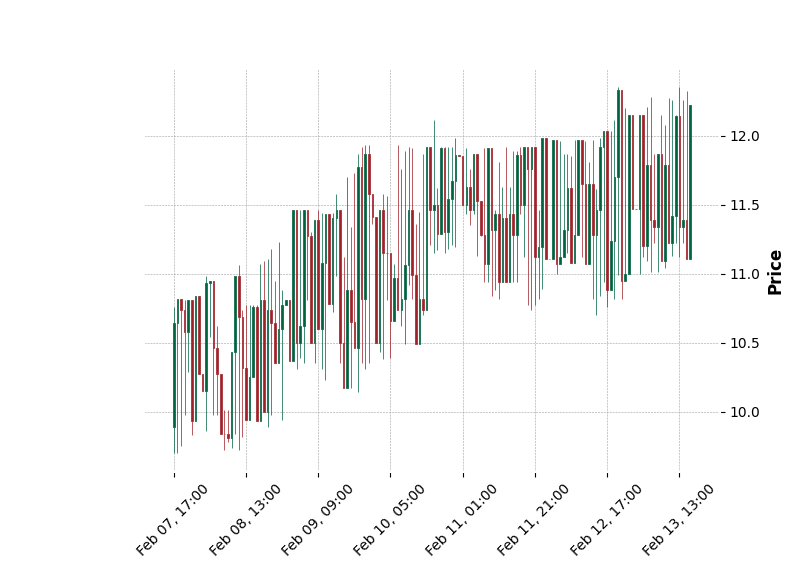 12.0
11.5
11.0
10.5
10.0
Price
Feb 07, 17:00
Feb 08, 13:00
Feb 09, 09:00
Feb 10, 05:00
Feb 11, 01:00
Feb 11, 21:00
Feb 12, 17:00
Feb 13, 13:00